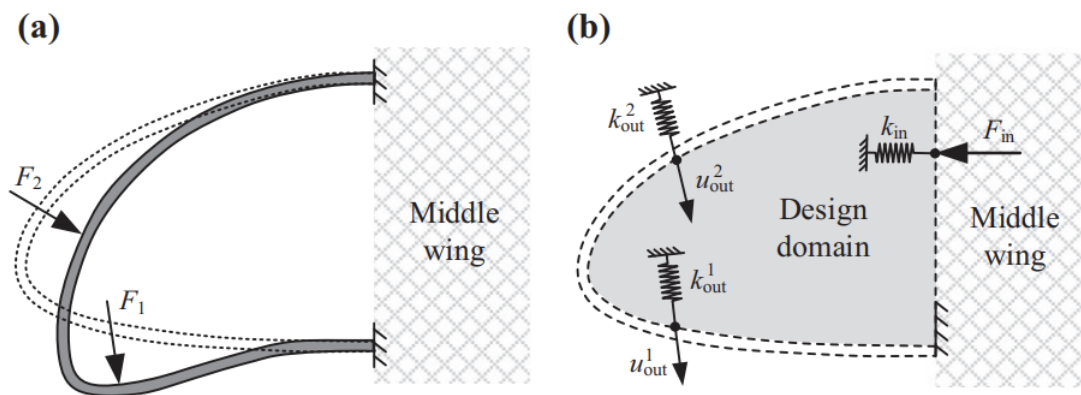 (a)
F₂
F₁
Middle
wing
(b)
k²out
u²out
kin
Fin
Design
domain
Middle
wing
k¹out
u¹out